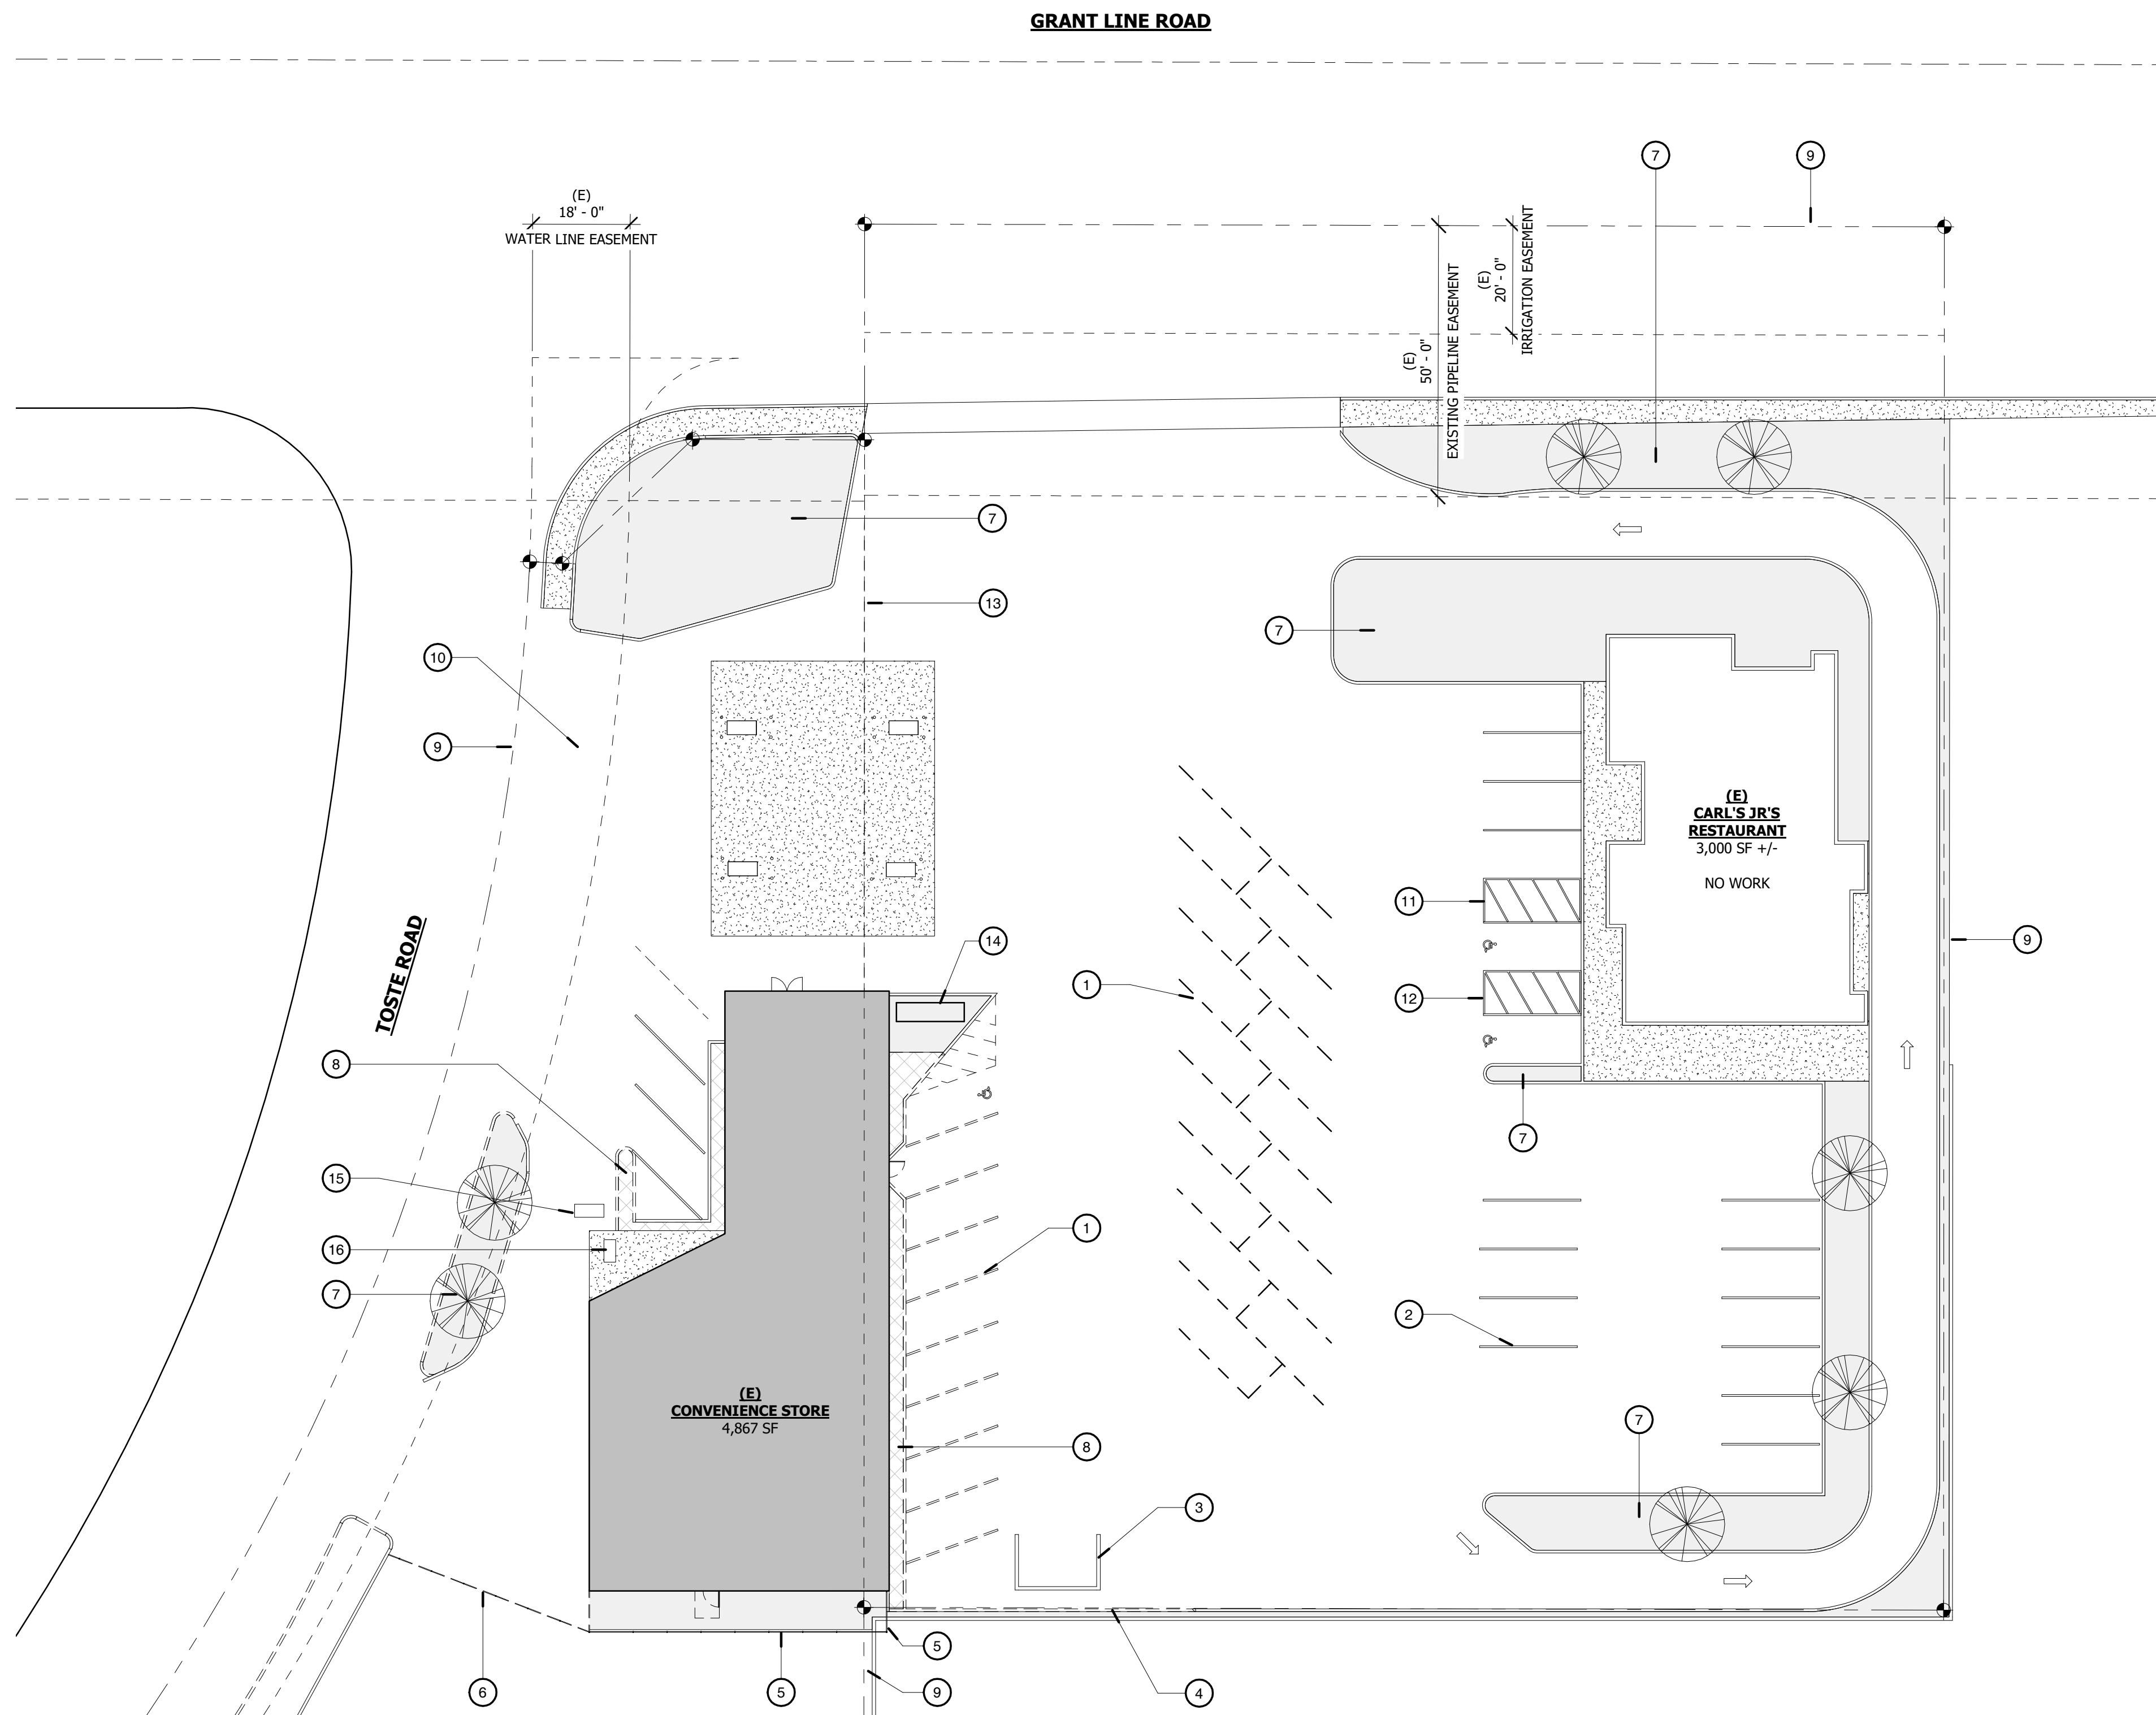 GRANT LINE ROAD
7
9
(E)
18' - 0"
WATER LINE EASEMENT
(E)
20' - 0"
IRRIGATION EASEMENT
(E)
50' - 0"
EXISTING PIPELINE EASEMENT
7
13
7
10
9
(E)
CARL'S JR'S
RESTAURANT
3,000 SF +/-
NO WORK
11
14
9
TOSTE ROAD
1
12
8
7
15
1
16
7
2
(E)
CONVENIENCE STORE
4,867 SF
7
8
3
5
6
5
9
4